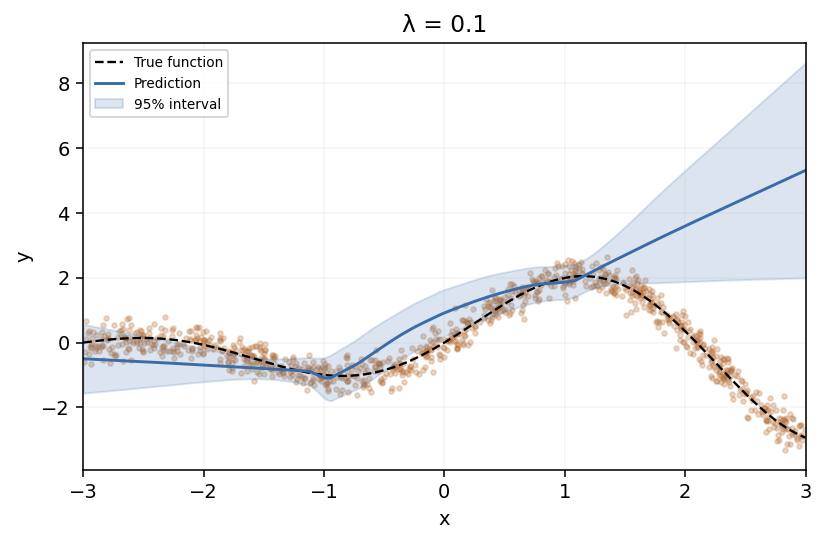 λ = 0.1
True function
Prediction
95% interval
8
6
4
2
0
−2
y
−3 −2 −1 0 1 2 3
x